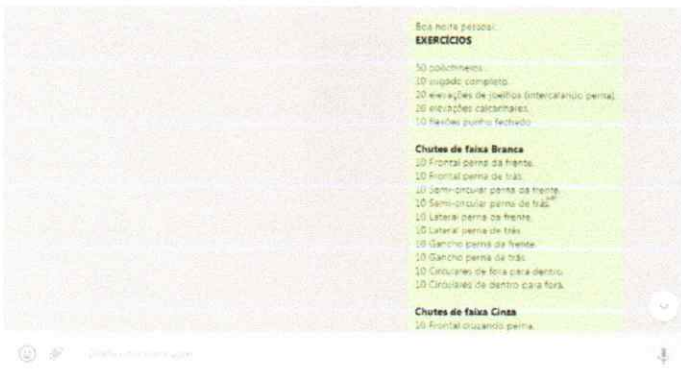 Boa noite pessoal.
EXERCÍCIOS
50 polichinelos.
10 sugado completo.
20 elevações de joelhos (intercalando perna).
20 elevações calcanhares.
10 flexões punho fechado.
Chutes de faixa Branca
10 Frontal perna da frente.
10 Frontal perna de trás.
10 Semi-circular perna da frente.
10 Semi-circular perna de trás.
10 Lateral perna da frente.
10 Lateral perna de trás.
10 Gancho perna da frente.
10 Gancho perna de trás.
10 Circulares de fora para dentro.
10 Circulares de dentro para fora.
Chutes de faixa Cinza
10 Frontal cruzando perna.